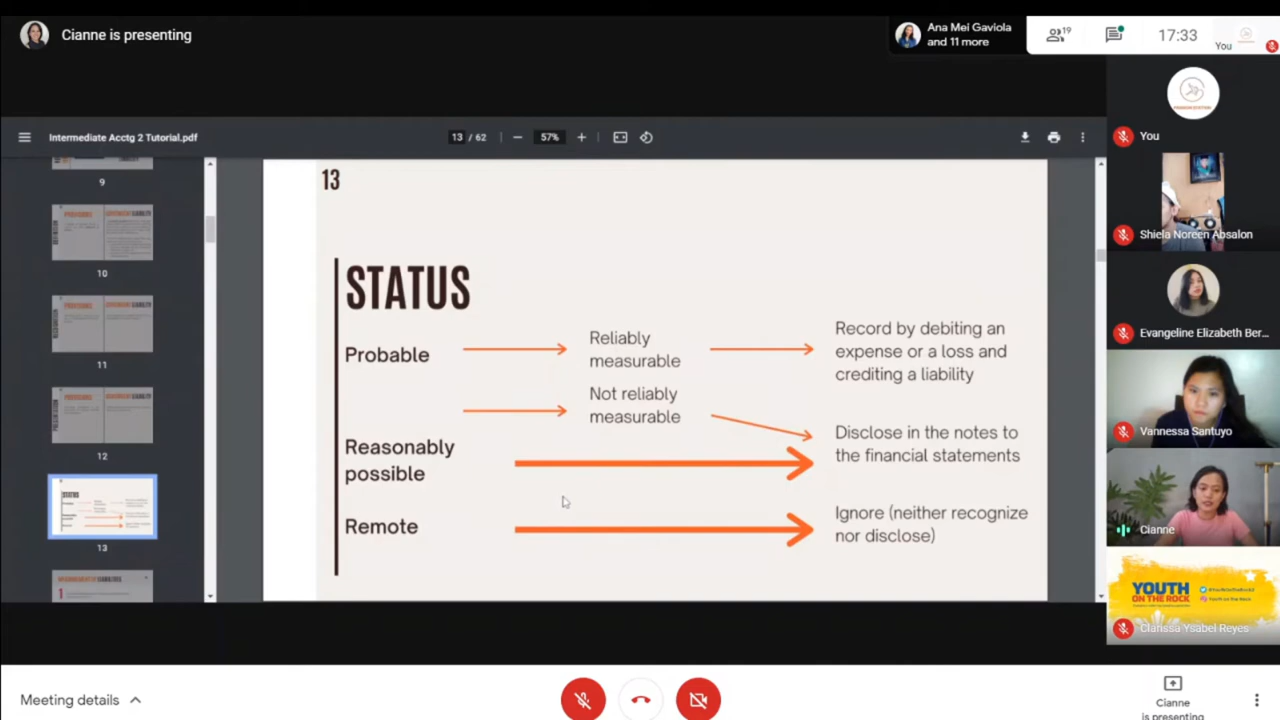 Cianne is presenting
Ana Mei Gaviola
and 11 more
19
17:33
You
Intermediate Acctg 2 Tutorial.pdf
13 / 62
57%
You
Shiela Noreen Absalon
Evangeline Elizabeth Ber...
Vannessa Santuyo
Cianne
YOUTH
ON THE ROCK
Clarissa Ysabel Reyes
9
10
11
12
STATUS
13
13
STATUS
Probable
Reliably
measurable
Record by debiting an
expense or a loss and
crediting a liability
Not reliably
measurable
Disclose in the notes to
the financial statements
Reasonably
possible
Remote
Ignore (neither recognize
nor disclose)
Meeting details
Cianne
is presenting